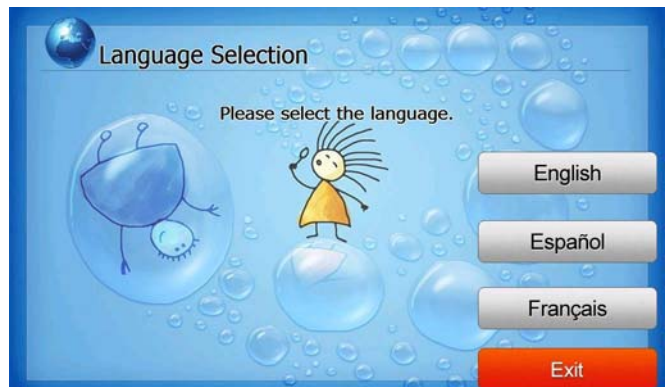 Language Selection
Please select the language.
English
Español
Français
Exit